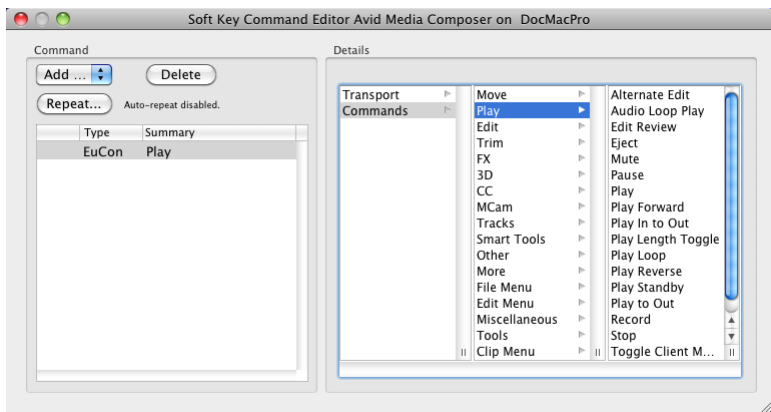 Soft Key Command Editor Avid Media Composer on DocMacPro
Command
Details
Add ...
Delete
Repeat...
Auto-repeat disabled.
Type Summary
EuCon Play
Transport
Commands
Move
Play
Edit
Trim
FX
3D
CC
MCam
Tracks
Smart Tools
Other
More
File Menu
Edit Menu
Miscellaneous
Tools
Clip Menu
Alternate Edit
Audio Loop Play
Edit Review
Eject
Mute
Pause
Play
Play Forward
Play In to Out
Play Length Toggle
Play Loop
Play Reverse
Play Standby
Play to Out
Record
Stop
Toggle Client M...